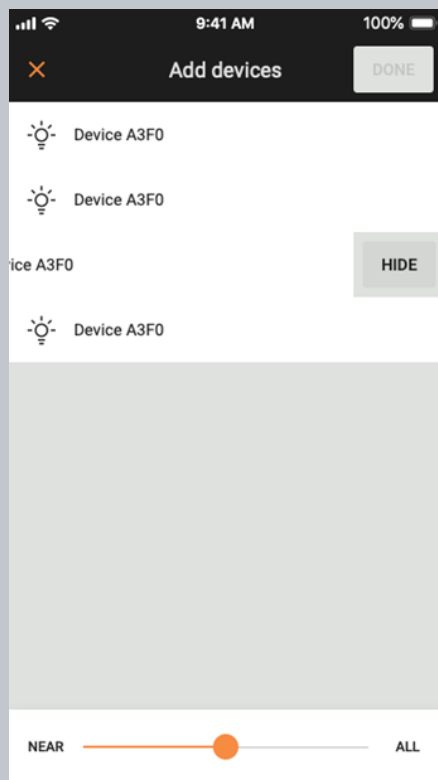 9:41 AM 100%
Add devices DONE
Device A3F0
Device A3F0
ice A3F0 HIDE
Device A3F0
NEAR ALL